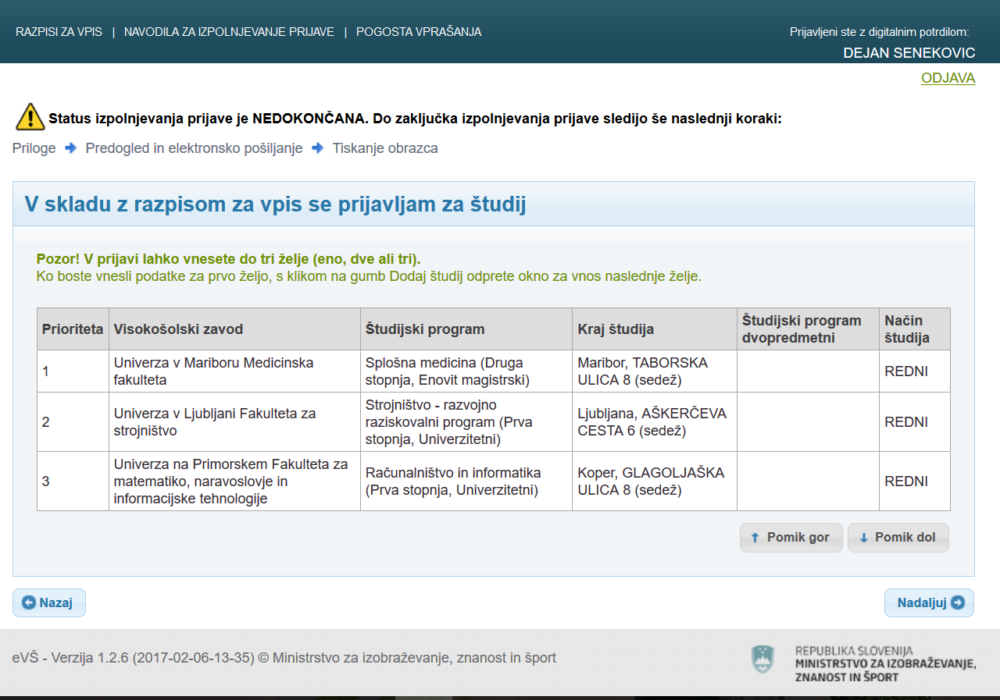 RAZPISI ZA VPIS | NAVODILA ZA IZPOLNJEVANJE PRIJAVE | POGOSTA VPRAŠANJA
Prijavljeni ste z digitalnim potrdilom:
DEJAN SENEKOVIC
ODJAVA
Status izpolnjevanja prijave je NEDOKONČANA. Do zaključka izpolnjevanja prijave sledijo še naslednji koraki:
Priloge Predogled in elektronsko pošiljanje Tiskanje obrazca
V skladu z razpisom za vpis se prijavljam za študij
Pozor! V prijavi lahko vnesete do tri želje (eno, dve ali tri).
Ko boste vnesli podatke za prvo željo, s klikom na gumb Dodaj študij odprete okno za vnos naslednje želje.
Prioriteta
Visokošolski zavod
Študijski program
Kraj študija
Študijski program
dvopredmetni
Način
študija
1
Univerza v Mariboru Medicinska
fakulteta
Splošna medicina (Druga
stopnja, Enovit magistrski)
Maribor, TABORSKA
ULICA 8 (sedež)
REDNI
2
Univerza v Ljubljani Fakulteta za
strojništvo
Strojništvo - razvojno
raziskovalni program (Prva
stopnja, Univerzitetni)
Ljubljana, AŠKERČEVA
CESTA 6 (sedež)
REDNI
3
Univerza na Primorskem Fakulteta za
matematiko, naravoslovje in
informacijske tehnologije
Računalništvo in informatika
(Prva stopnja, Univerzitetni)
Koper, GLAGOLJAŠKA
ULICA 8 (sedež)
REDNI
Pomik gor
Pomik dol
Nazaj
Nadaljuj
eVŠ - Verzija 1.2.6 (2017-02-06-13-35) © Ministrstvo za izobraževanje, znanost in šport
REPUBLIKA SLOVENIJA
MINISTRSTVO ZA IZOBRAŽEVANJE,
ZNANOST IN ŠPORT